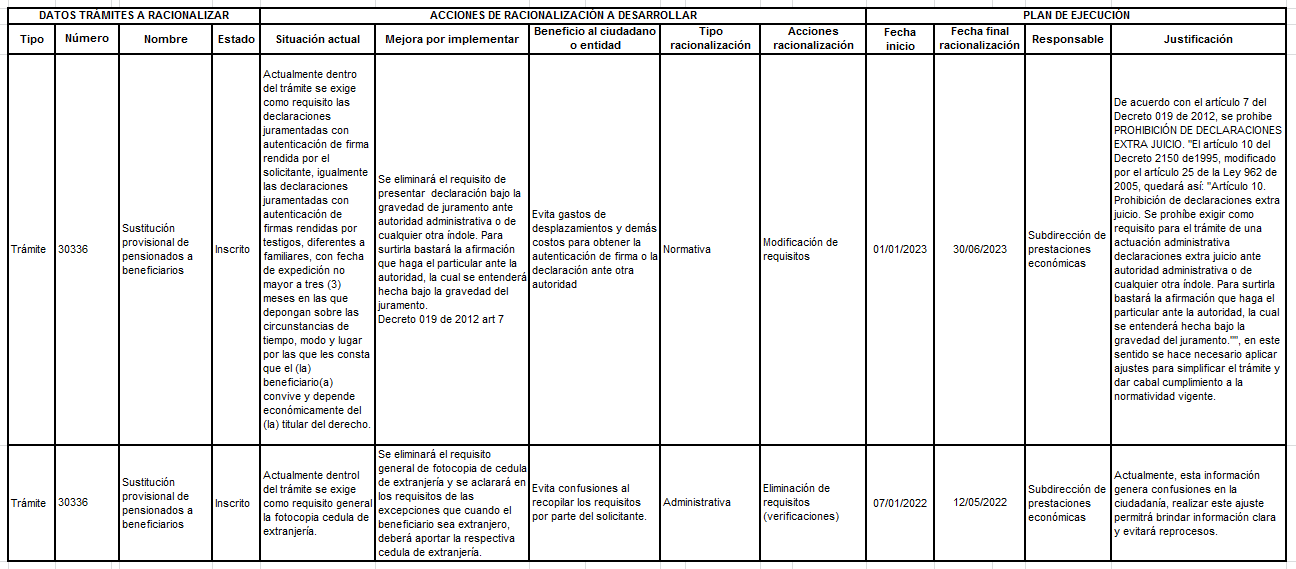 DATOS TRÁMITES A RACIONALIZAR
ACCIONES DE RACIONALIZACIÓN A DESARROLLAR
PLAN DE EJECUCIÓN
Tipo
Número
Nombre
Estado
Situación actual
Mejora por implementar
Beneficio al ciudadano
o entidad
Tipo
racionalización
Acciones
racionalización
Fecha
inicio
Fecha final
racionalización
Responsable
Justificación
Trámite
30336
Sustitución
provisional de
pensionados a
beneficiarios
Inscrito
Actualmente dentro
del trámite se exige
como requisito las
declaraciones
juramentadas con
autenticación de firma
rendida por el
solicitante, igualmente
las declaraciones
juramentadas con
autenticación de
firmas rendidas por
testigos, diferentes a
familiares, con fecha
de expedición no
mayor a tres (3)
meses en las que
depongan sobre las
circunstancias de
tiempo, modo y lugar
por las que les consta
que el (la)
beneficiario(a)
convive y depende
económicamente del
(la) titular del derecho.
Se eliminará el requisito de
presentar  declaración bajo la
gravedad de juramento ante
autoridad administrativa o de
cualquier otra índole. Para
surtirla bastará la afirmación
que haga el particular ante la
autoridad, la cual se entenderá
hecha bajo la gravedad del
juramento.
Decreto 019 de 2012 art 7
Evita gastos de
desplazamientos y demás
costos para obtener la
autenticación de firma o la
declaración ante otra
autoridad
Normativa
Modificación de
requisitos
01/01/2023
30/06/2023
Subdirección de
prestaciones
económicas
De acuerdo con el artículo 7 del
Decreto 019 de 2012, se prohibe
PROHIBICIÓN DE DECLARACIONES
EXTRA JUICIO. "El artículo 10 del
Decreto 2150 de1995, modificado
por el artículo 25 de la Ley 962 de
2005, quedará así: "Artículo 10.
Prohibición de declaraciones extra
juicio. Se prohíbe exigir como
requisito para el trámite de una
actuación administrativa
declaraciones extra juicio ante
autoridad administrativa o de
cualquier otra índole. Para surtirla
bastará la afirmación que haga el
particular ante la autoridad, la cual
se entenderá hecha bajo la
gravedad del juramento."", en este
sentido se hace necesario aplicar
ajustes para simplificar el trámite y
dar cabal cumplimiento a la
normatividad vigente.
Trámite
30336
Sustitución
provisional de
pensionados a
beneficiarios
Inscrito
Actualmente dentrol
del trámite se exige
como requisito general
la fotocopia cedula de
extranjería.
Se eliminará el requisito
general de fotocopia de cedula
de extranjería y se aclarará en
los requisitos de las
excepciones que cuando el
beneficiario sea extranjero,
deberá aportar la respectiva
cedula de extranjería.
Evita confusiones al
recopilar los requisitos
por parte del solicitante.
Administrativa
Eliminación de
requisitos
(verificaciones)
07/01/2022
12/05/2022
Subdirección de
prestaciones
económicas
Actualmente, esta información
genera confusiones en la
ciudadanía, realizar este ajuste
permitrá brindar información clara
y evitará reprocesos.